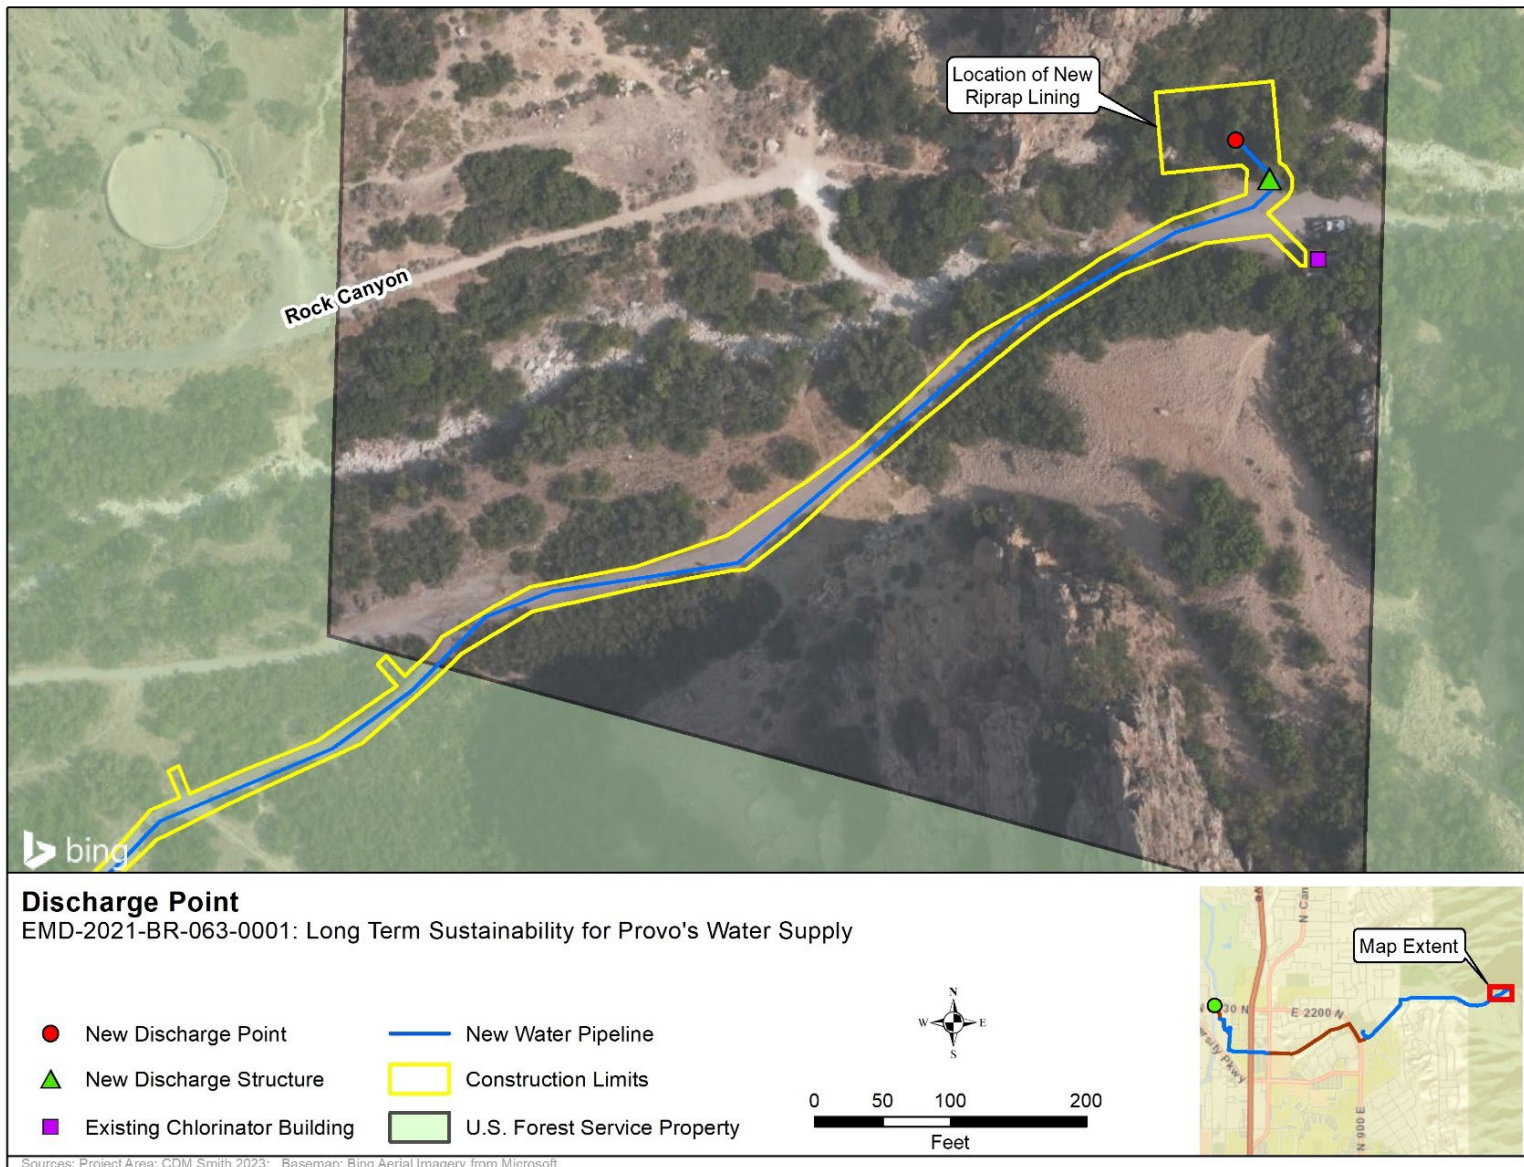 Location of New
Riprap Lining
Rock Canyon
bing
Discharge Point
EMD-2021-BR-063-0001: Long Term Sustainability for Provo's Water Supply
New Discharge Point
New Discharge Structure
Existing Chlorinator Building
New Water Pipeline
Construction Limits
U.S. Forest Service Property
N
W E
S
0 50 100 200
Feet
Map Extent
N Can
30 N
E 2200 N
Pkwy
N 900 E
Sources: Project Area: CDM Smith 2023; Basemap: Bing Aerial Imagery from Microsoft